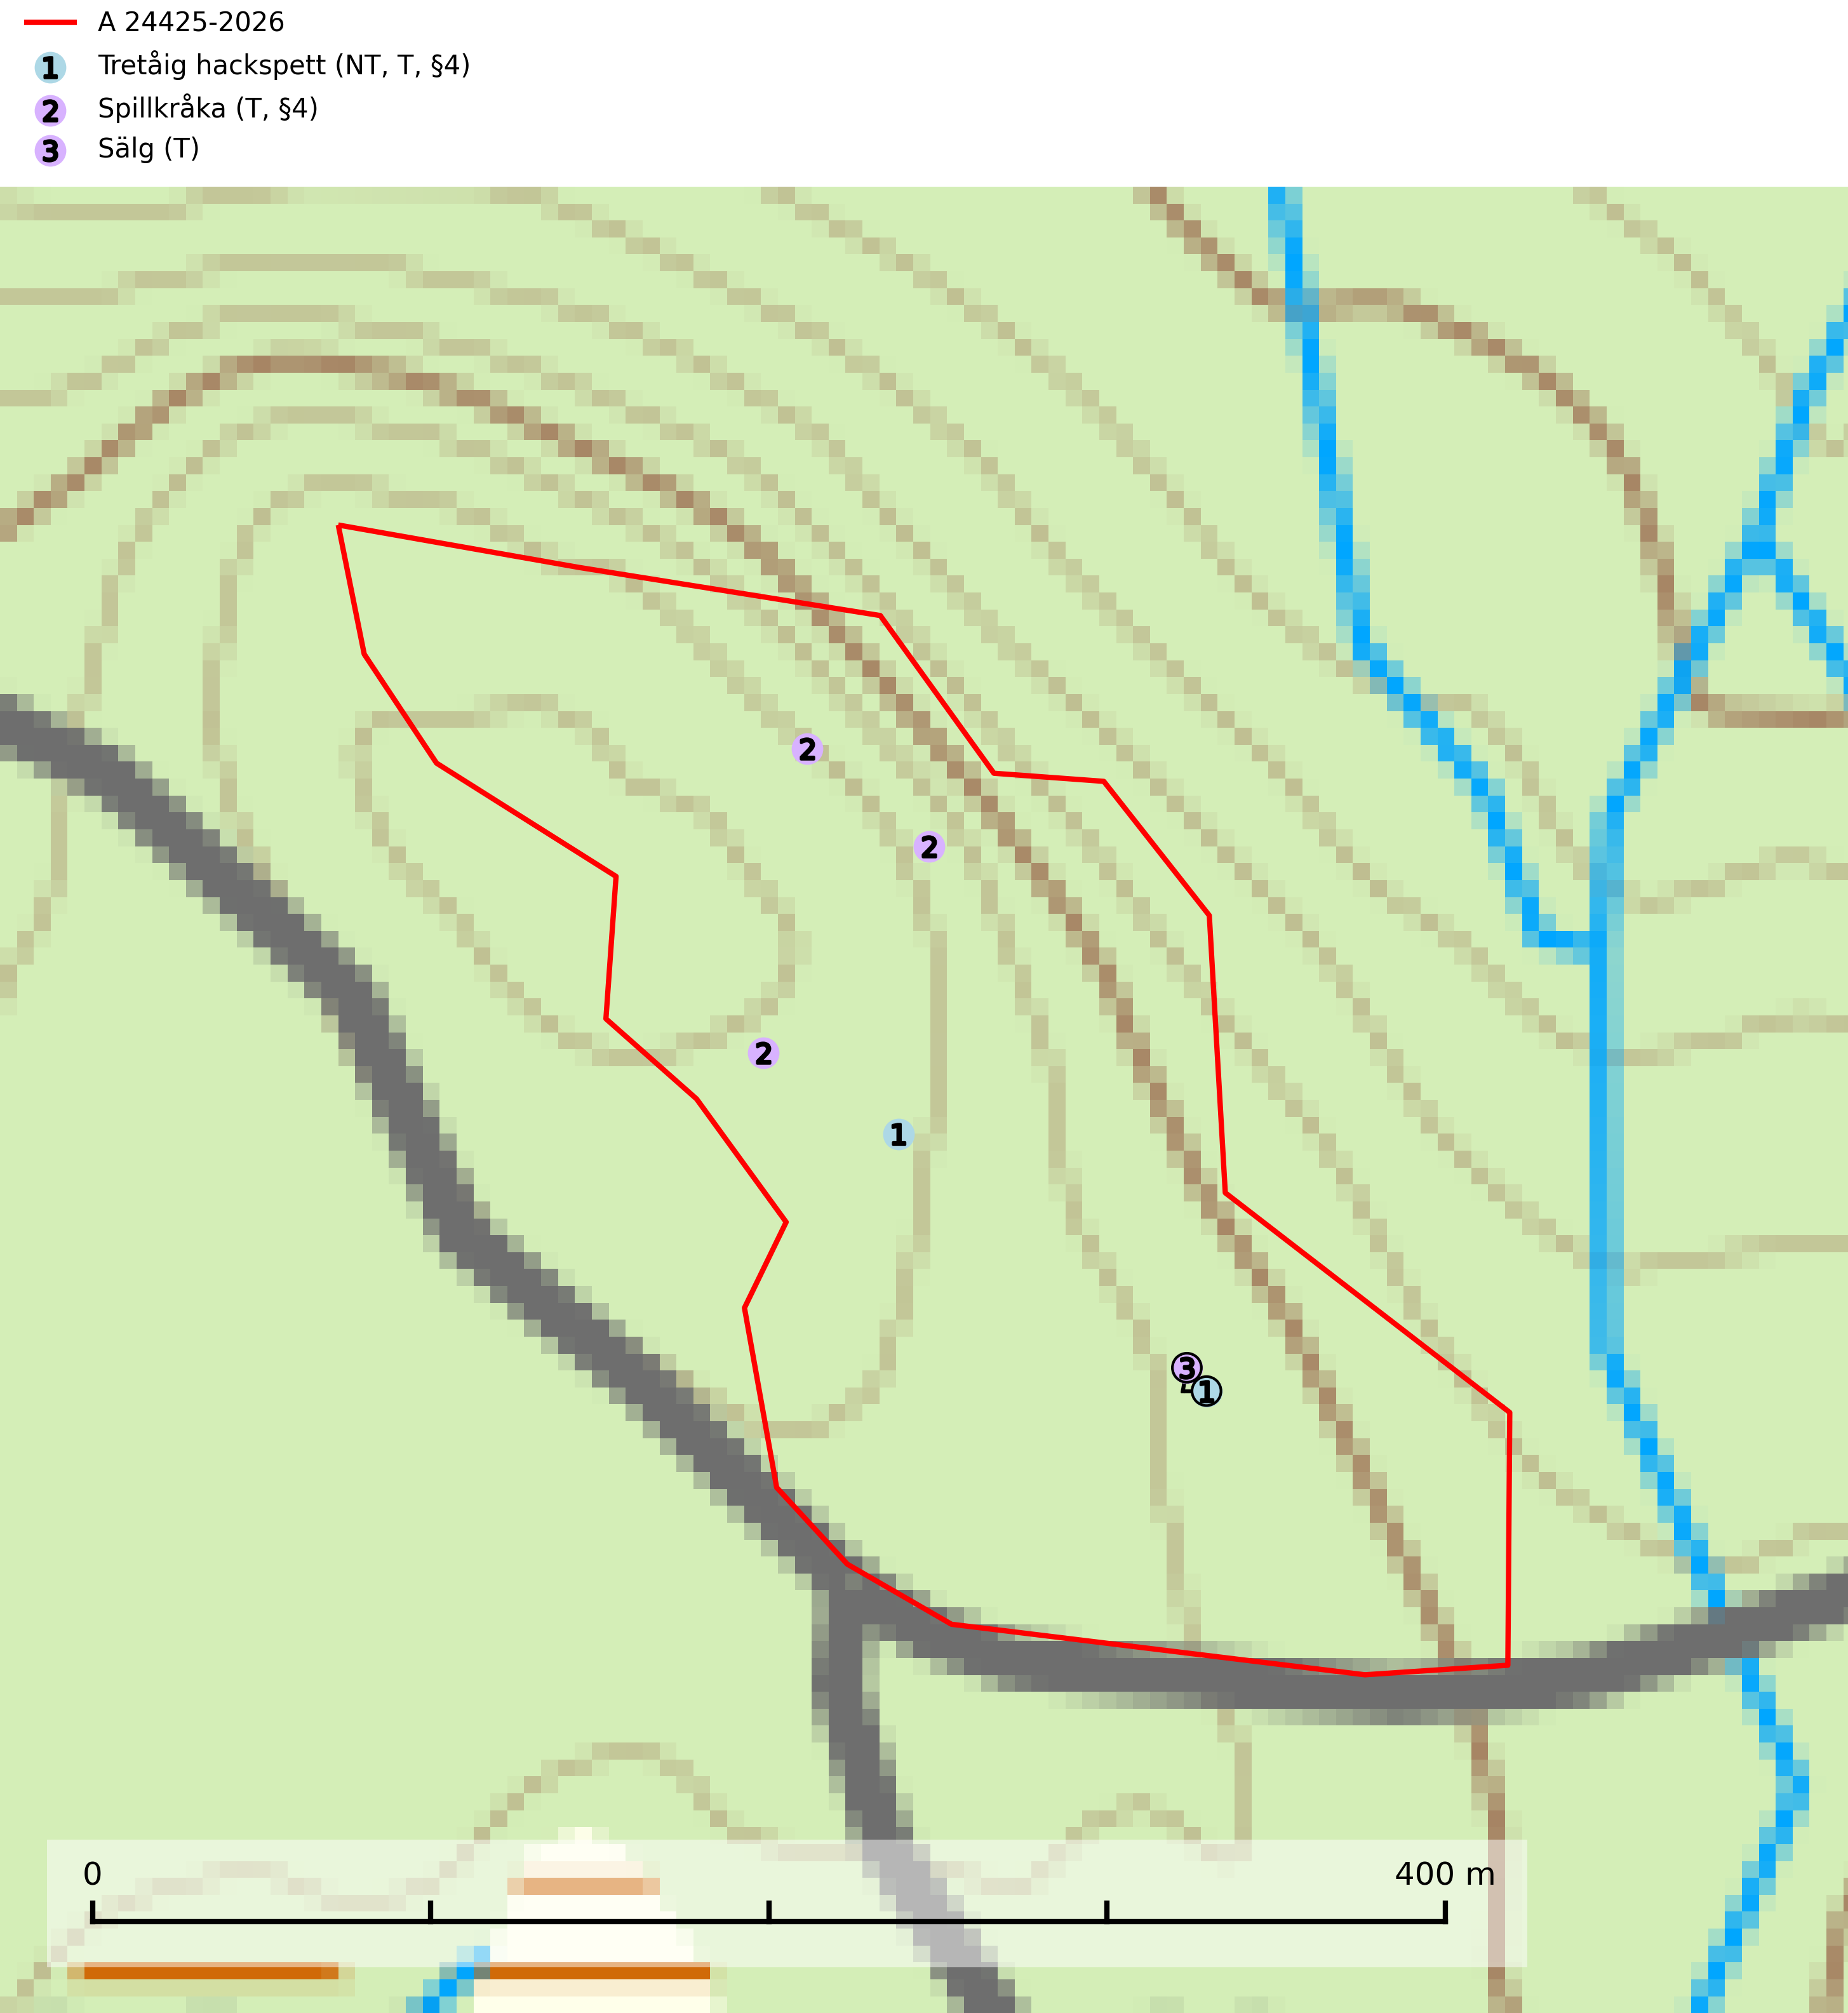 A 24425-2026
1 Tretåig hackspett (NT, T, §4)
2 Spillkråka (T, §4)
3 Sälg (T)
2
2
2
1
3
1
0 400 m